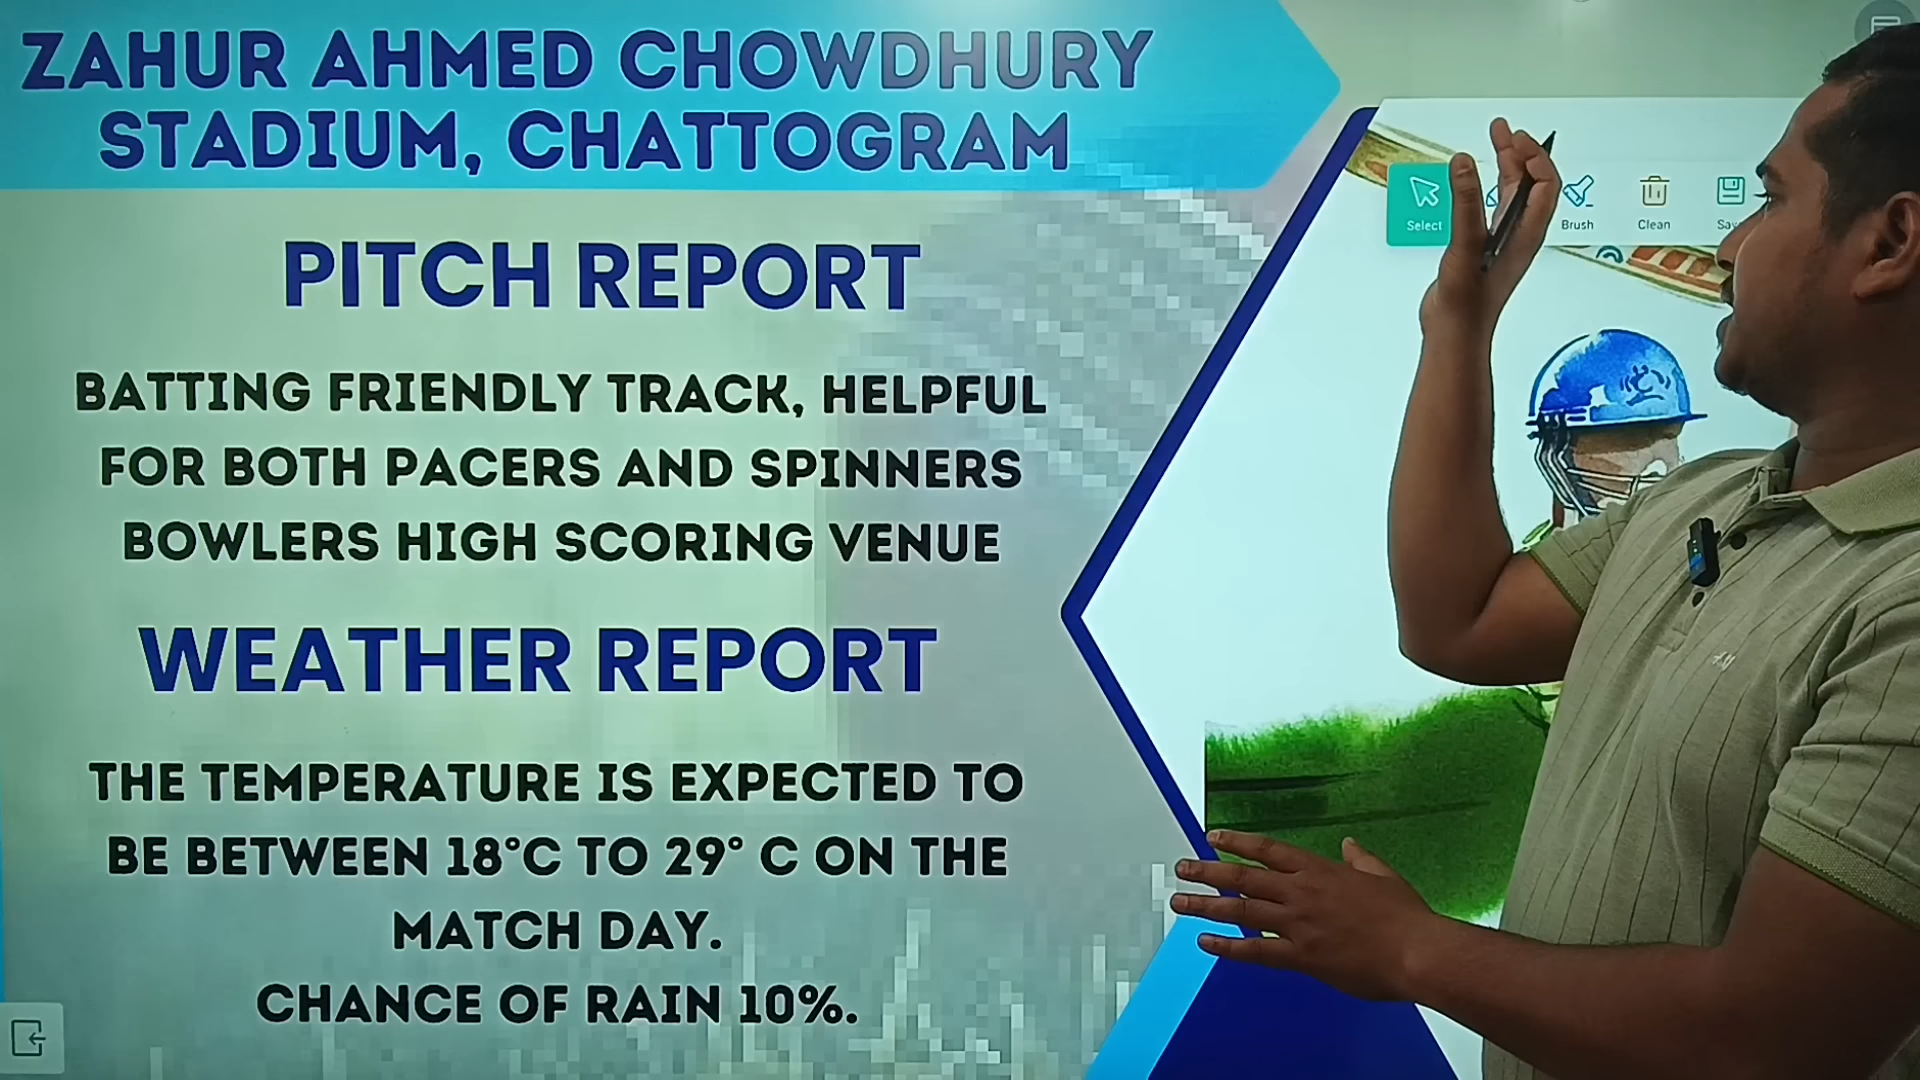 ZAHUR AHMED CHOWDHURY
STADIUM, CHATTOGRAM
PITCH REPORT
BATTING FRIENDLY TRACK, HELPFUL
FOR BOTH PACERS AND SPINNERS
BOWLERS HIGH SCORING VENUE
WEATHER REPORT
THE TEMPERATURE IS EXPECTED TO
BE BETWEEN 18°C TO 29° C ON THE
MATCH DAY.
CHANCE OF RAIN 10%.
Select Brush Clean Sav